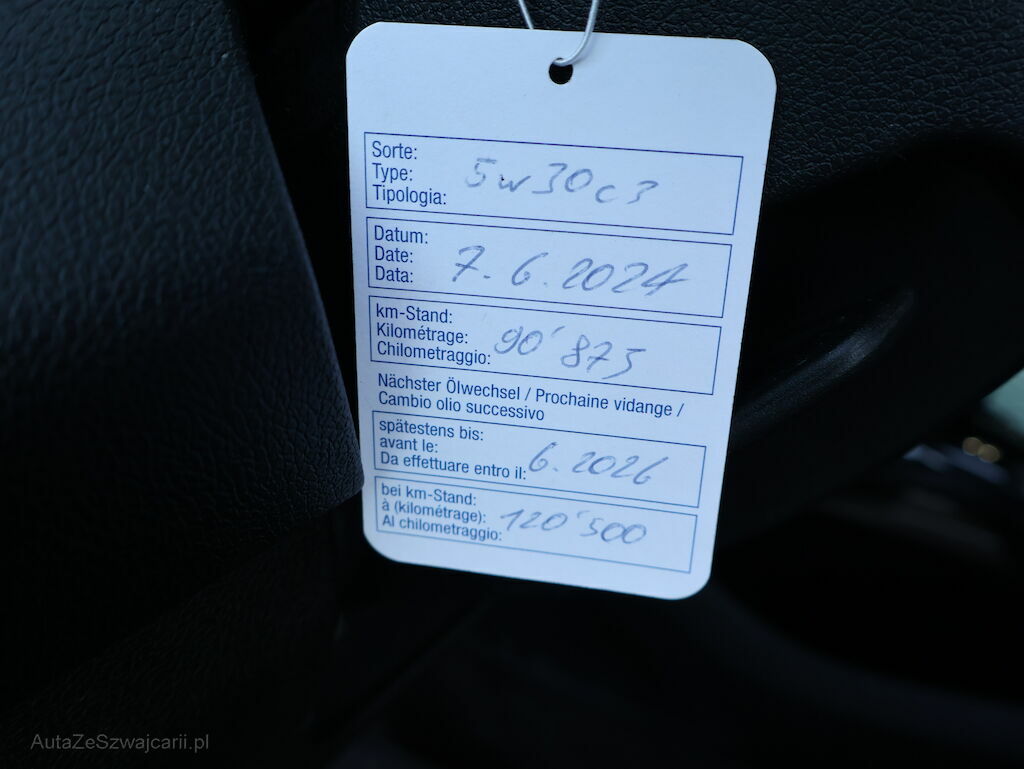 Sorte:
Type:
Tipologia:
5w30 c3
Datum:
Date:
Data:
7. 6. 2024
km-Stand:
Kilométrage:
Chilometraggio:
90'875
Nächster Ölwechsel / Prochaine vidange /
Cambio olio successivo
spätestens bis:
avant le:
Da effettuare entro il:
6. 2026
bei km-Stand:
à (kilométrage):
Al chilometraggio:
120'500
AutaZeSzwajcarii.pl